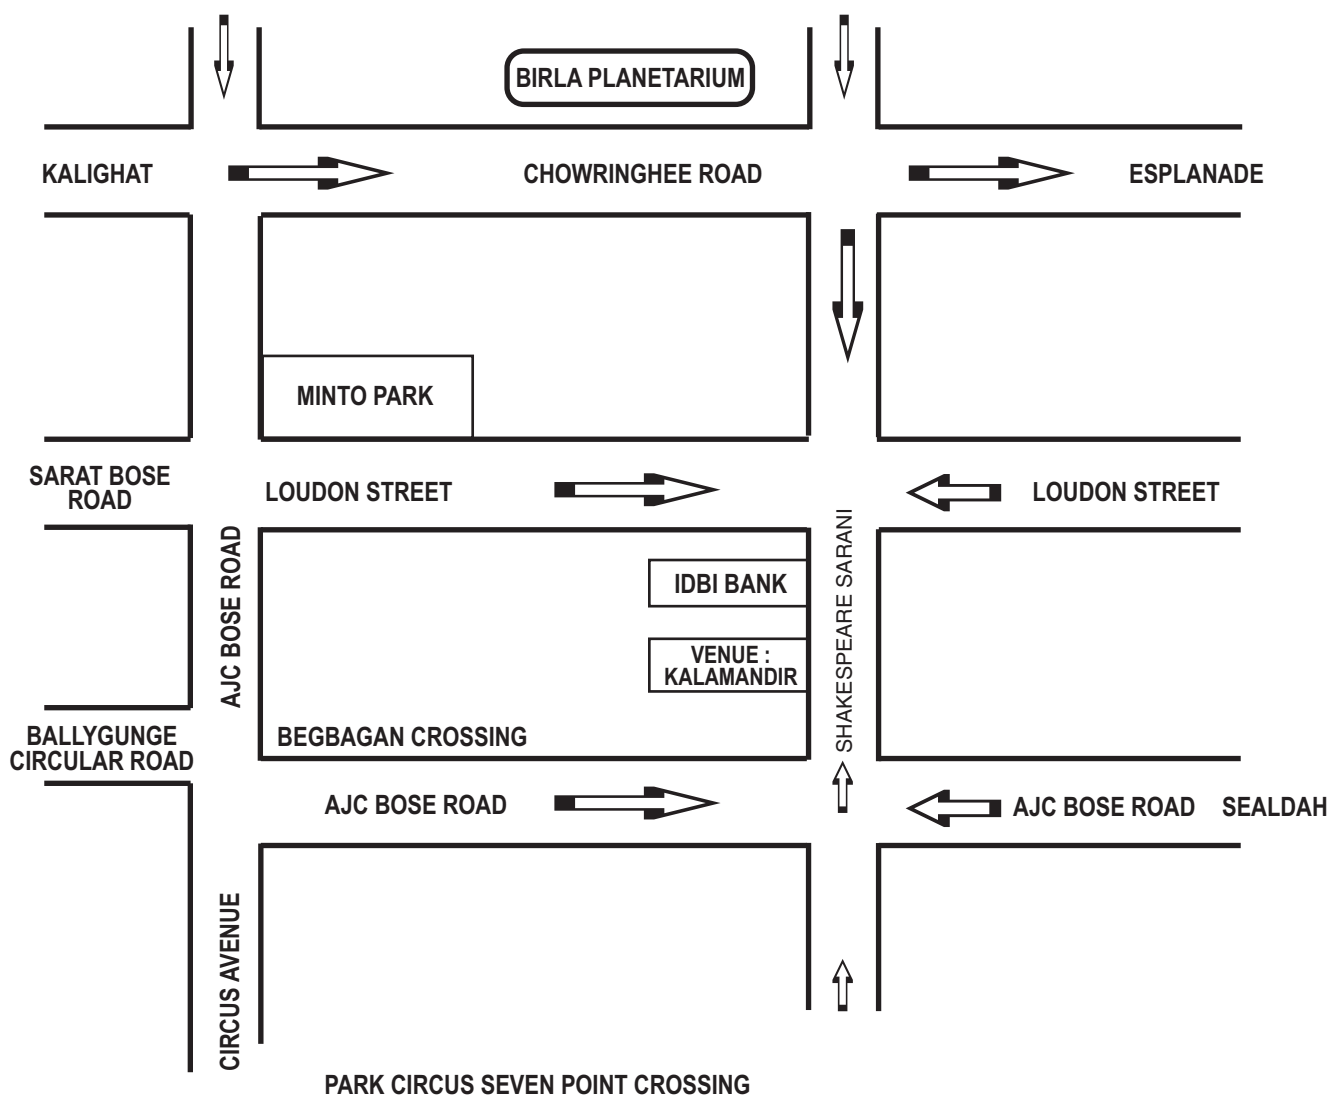 BIRLA PLANETARIUM
KALIGHAT
CHOWRINGHEE ROAD
ESPLANADE
MINTO PARK
SARAT BOSE
ROAD
LOUDON STREET
LOUDON STREET
AJC BOSE ROAD
IDBI BANK
VENUE :
KALAMANDIR
SHAKESPEARE SARANI
BALLYGUNGE
CIRCULAR ROAD
BEGBAGAN CROSSING
AJC BOSE ROAD
AJC BOSE ROAD SEALDAH
CIRCUS AVENUE
PARK CIRCUS SEVEN POINT CROSSING